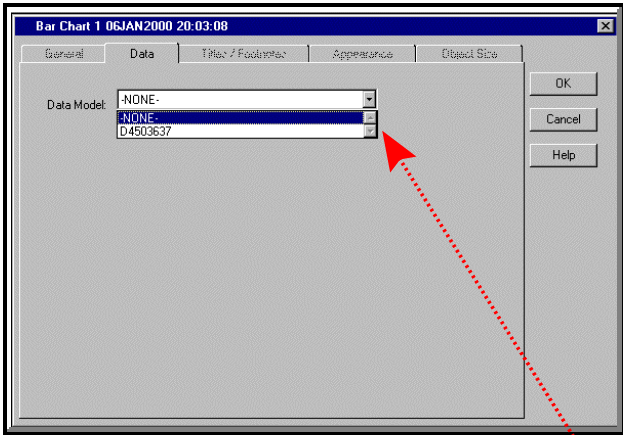 Bar Chart 1 06JAN2000 20:03:08
General Data Titles / Footnotes Appearance Object Size
OK
Data Model: -NONE-
-NONE-
Cancel
D4503637
Help